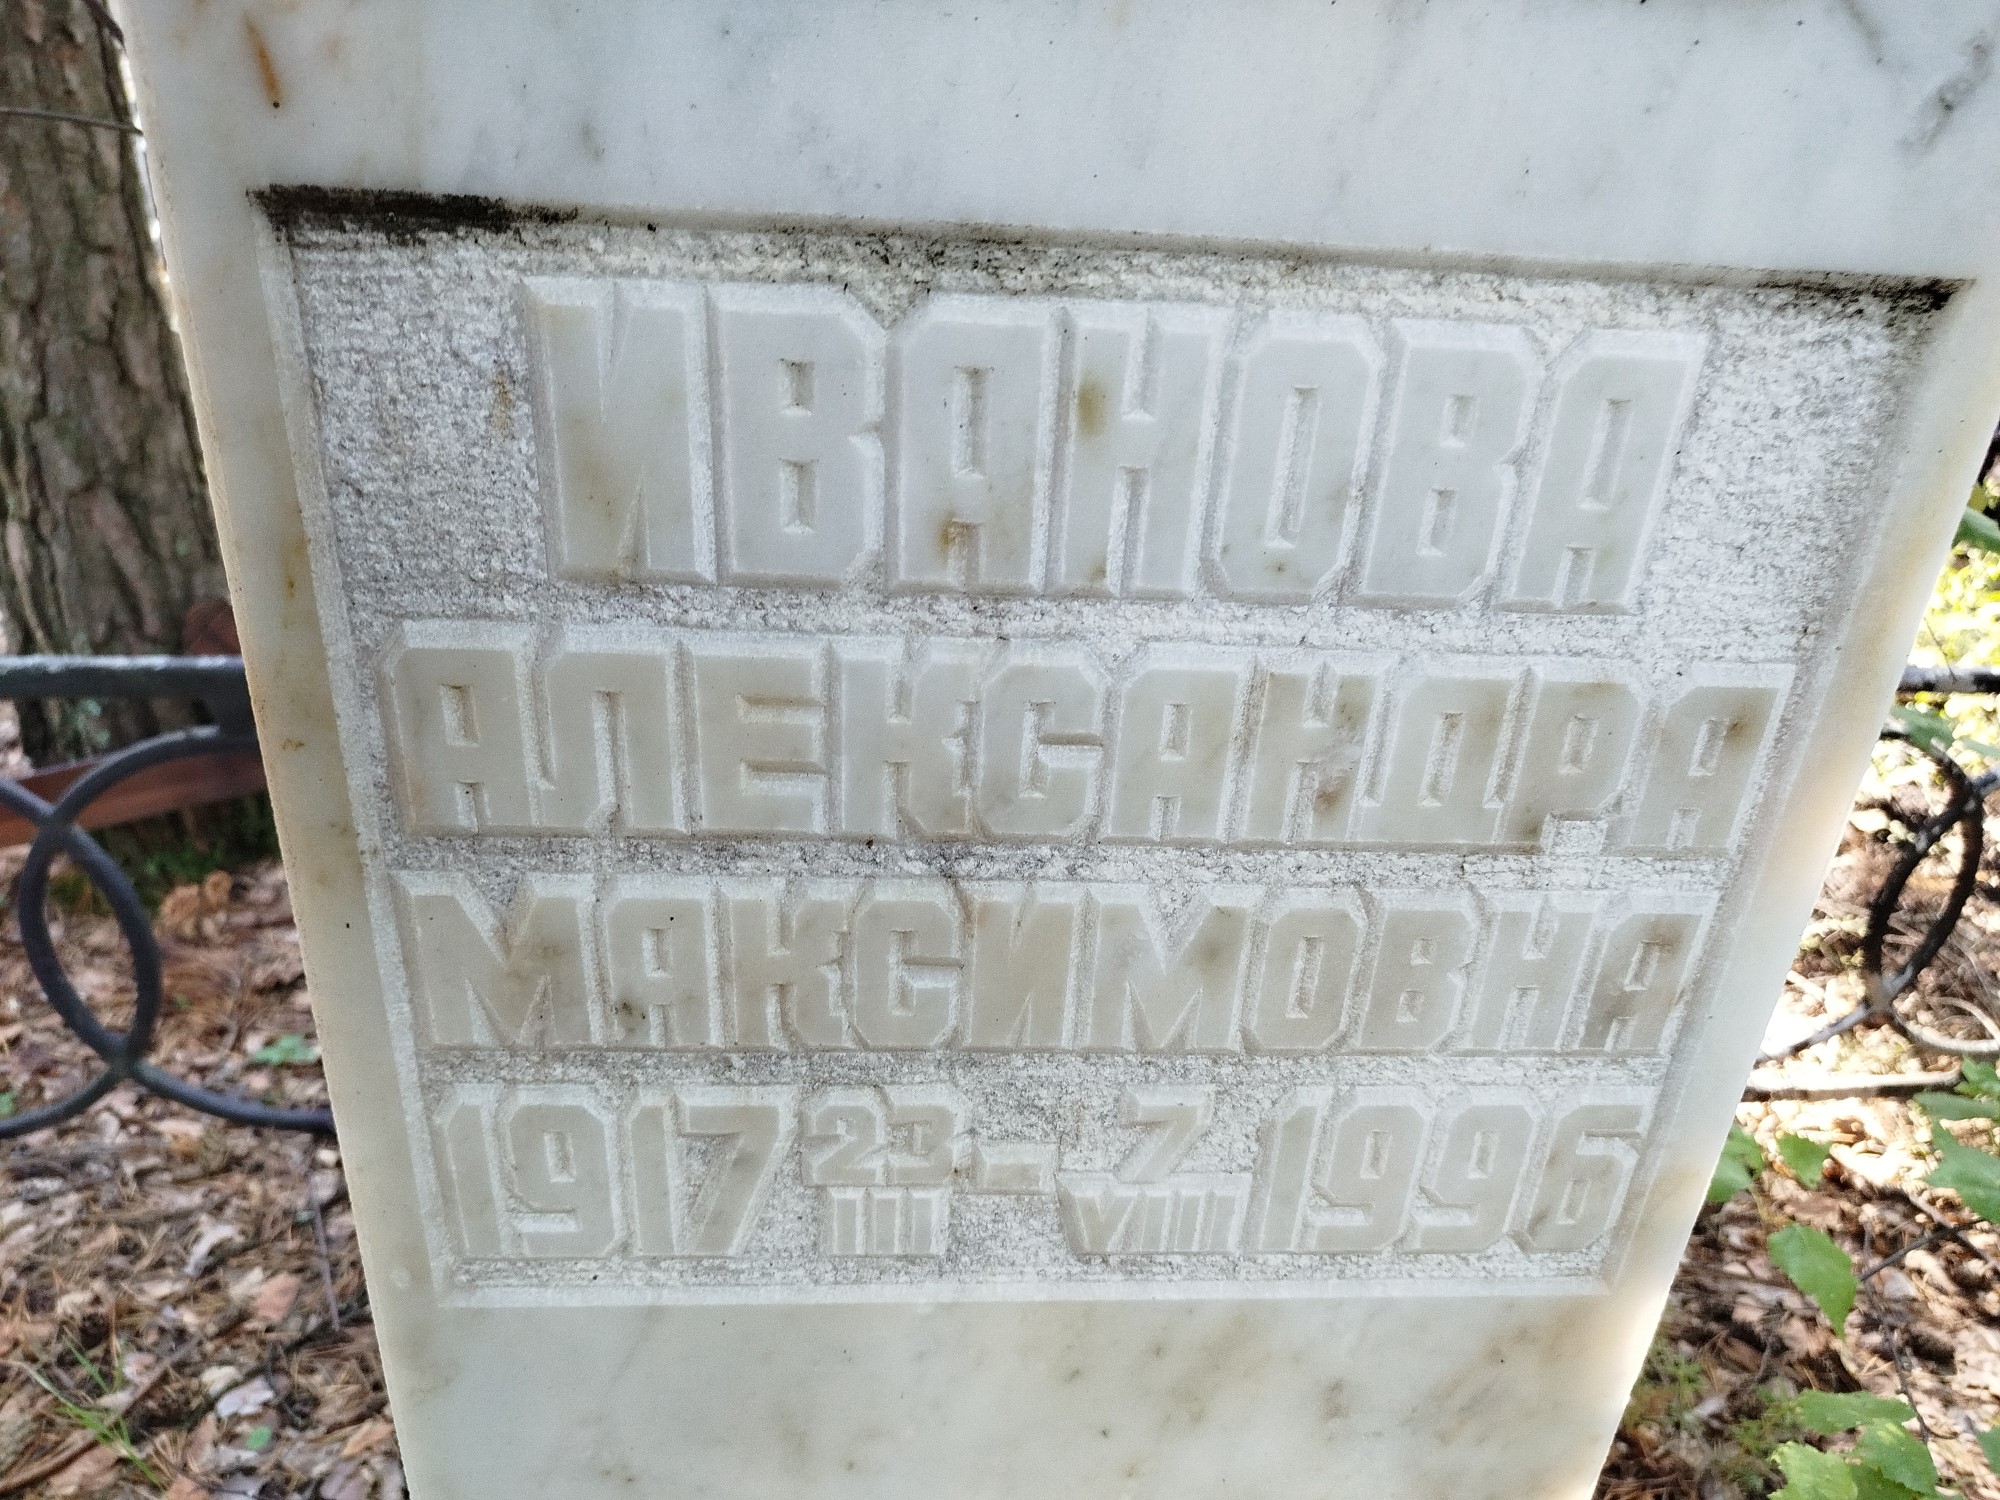 ИВАНОВА
АЛЕКСАНДРА
МАКСИМОВНА
1917 23/III - 7/VIII 1996